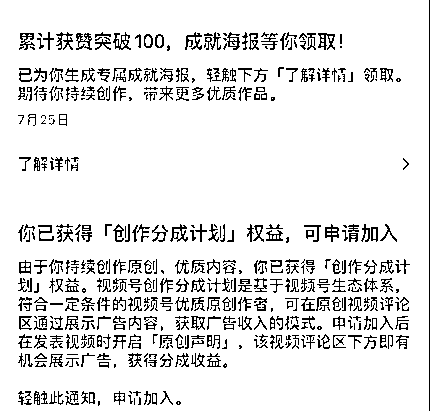 累计获赞突破100，成就海报等你领取！
已为你生成专属成就海报，轻触下方「了解详情」领取。
期待你持续创作，带来更多优质作品。
7月25日
了解详情
你已获得「创作分成计划」权益，可申请加入
由于你持续创作原创、优质内容，你已获得「创作分成计
划」权益。视频号创作分成计划是基于视频号生态体系，
符合一定条件的视频号优质原创作者，可在原创视频评论
区通过展示广告内容，获取广告收入的模式。申请加入后
在发表视频时开启「原创声明」，该视频评论区下方即有
机会展示广告，获得分成收益。
轻触此通知，申请加入。